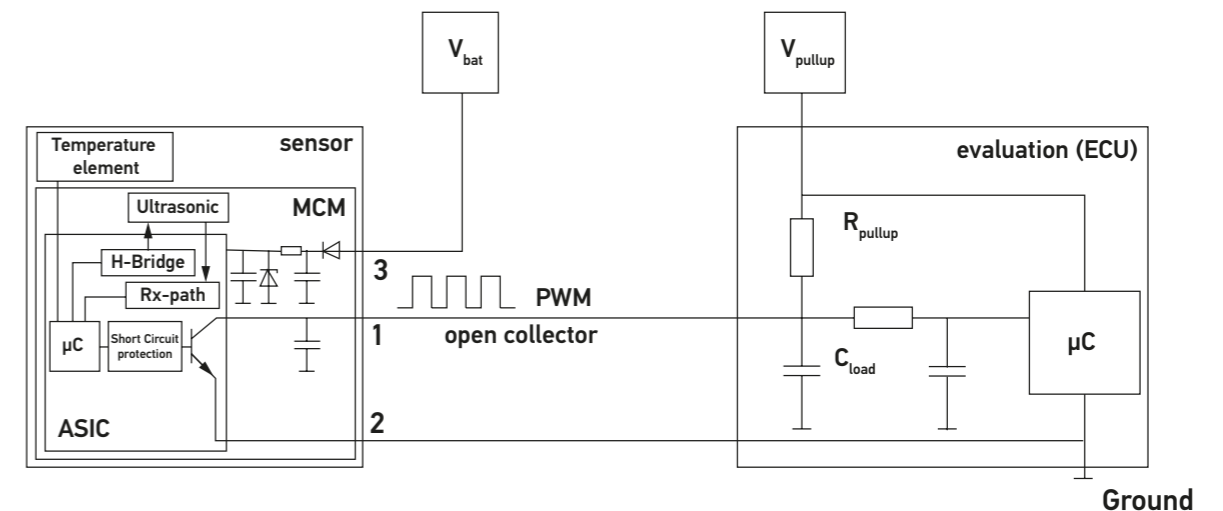 V_bat
V_pullup
Temperature
element
sensor
evaluation (ECU)
Ultrasonic
MCM
R_pullup
H-Bridge
3
Rx-path
PWM
1
open collector
µC
Short Circuit
protection
C_load
µC
ASIC
2
Ground